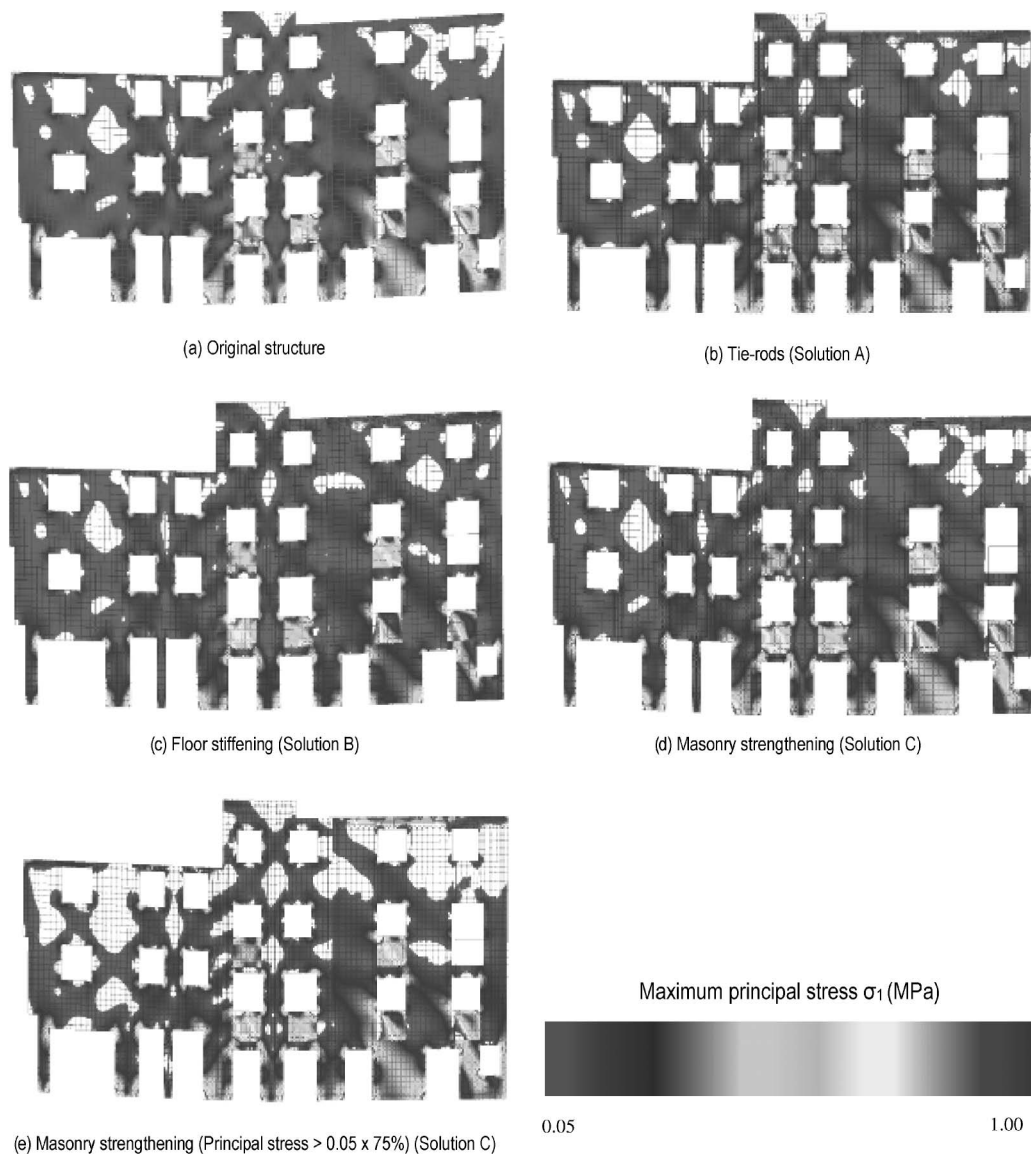 (a) Original structure
(b) Tie-rods (Solution A)
(c) Floor stiffening (Solution B)
(d) Masonry strengthening (Solution C)
Maximum principal stress σ1 (MPa)
0.05
1.00
(e) Masonry strengthening (Principal stress > 0.05 x 75%) (Solution C)